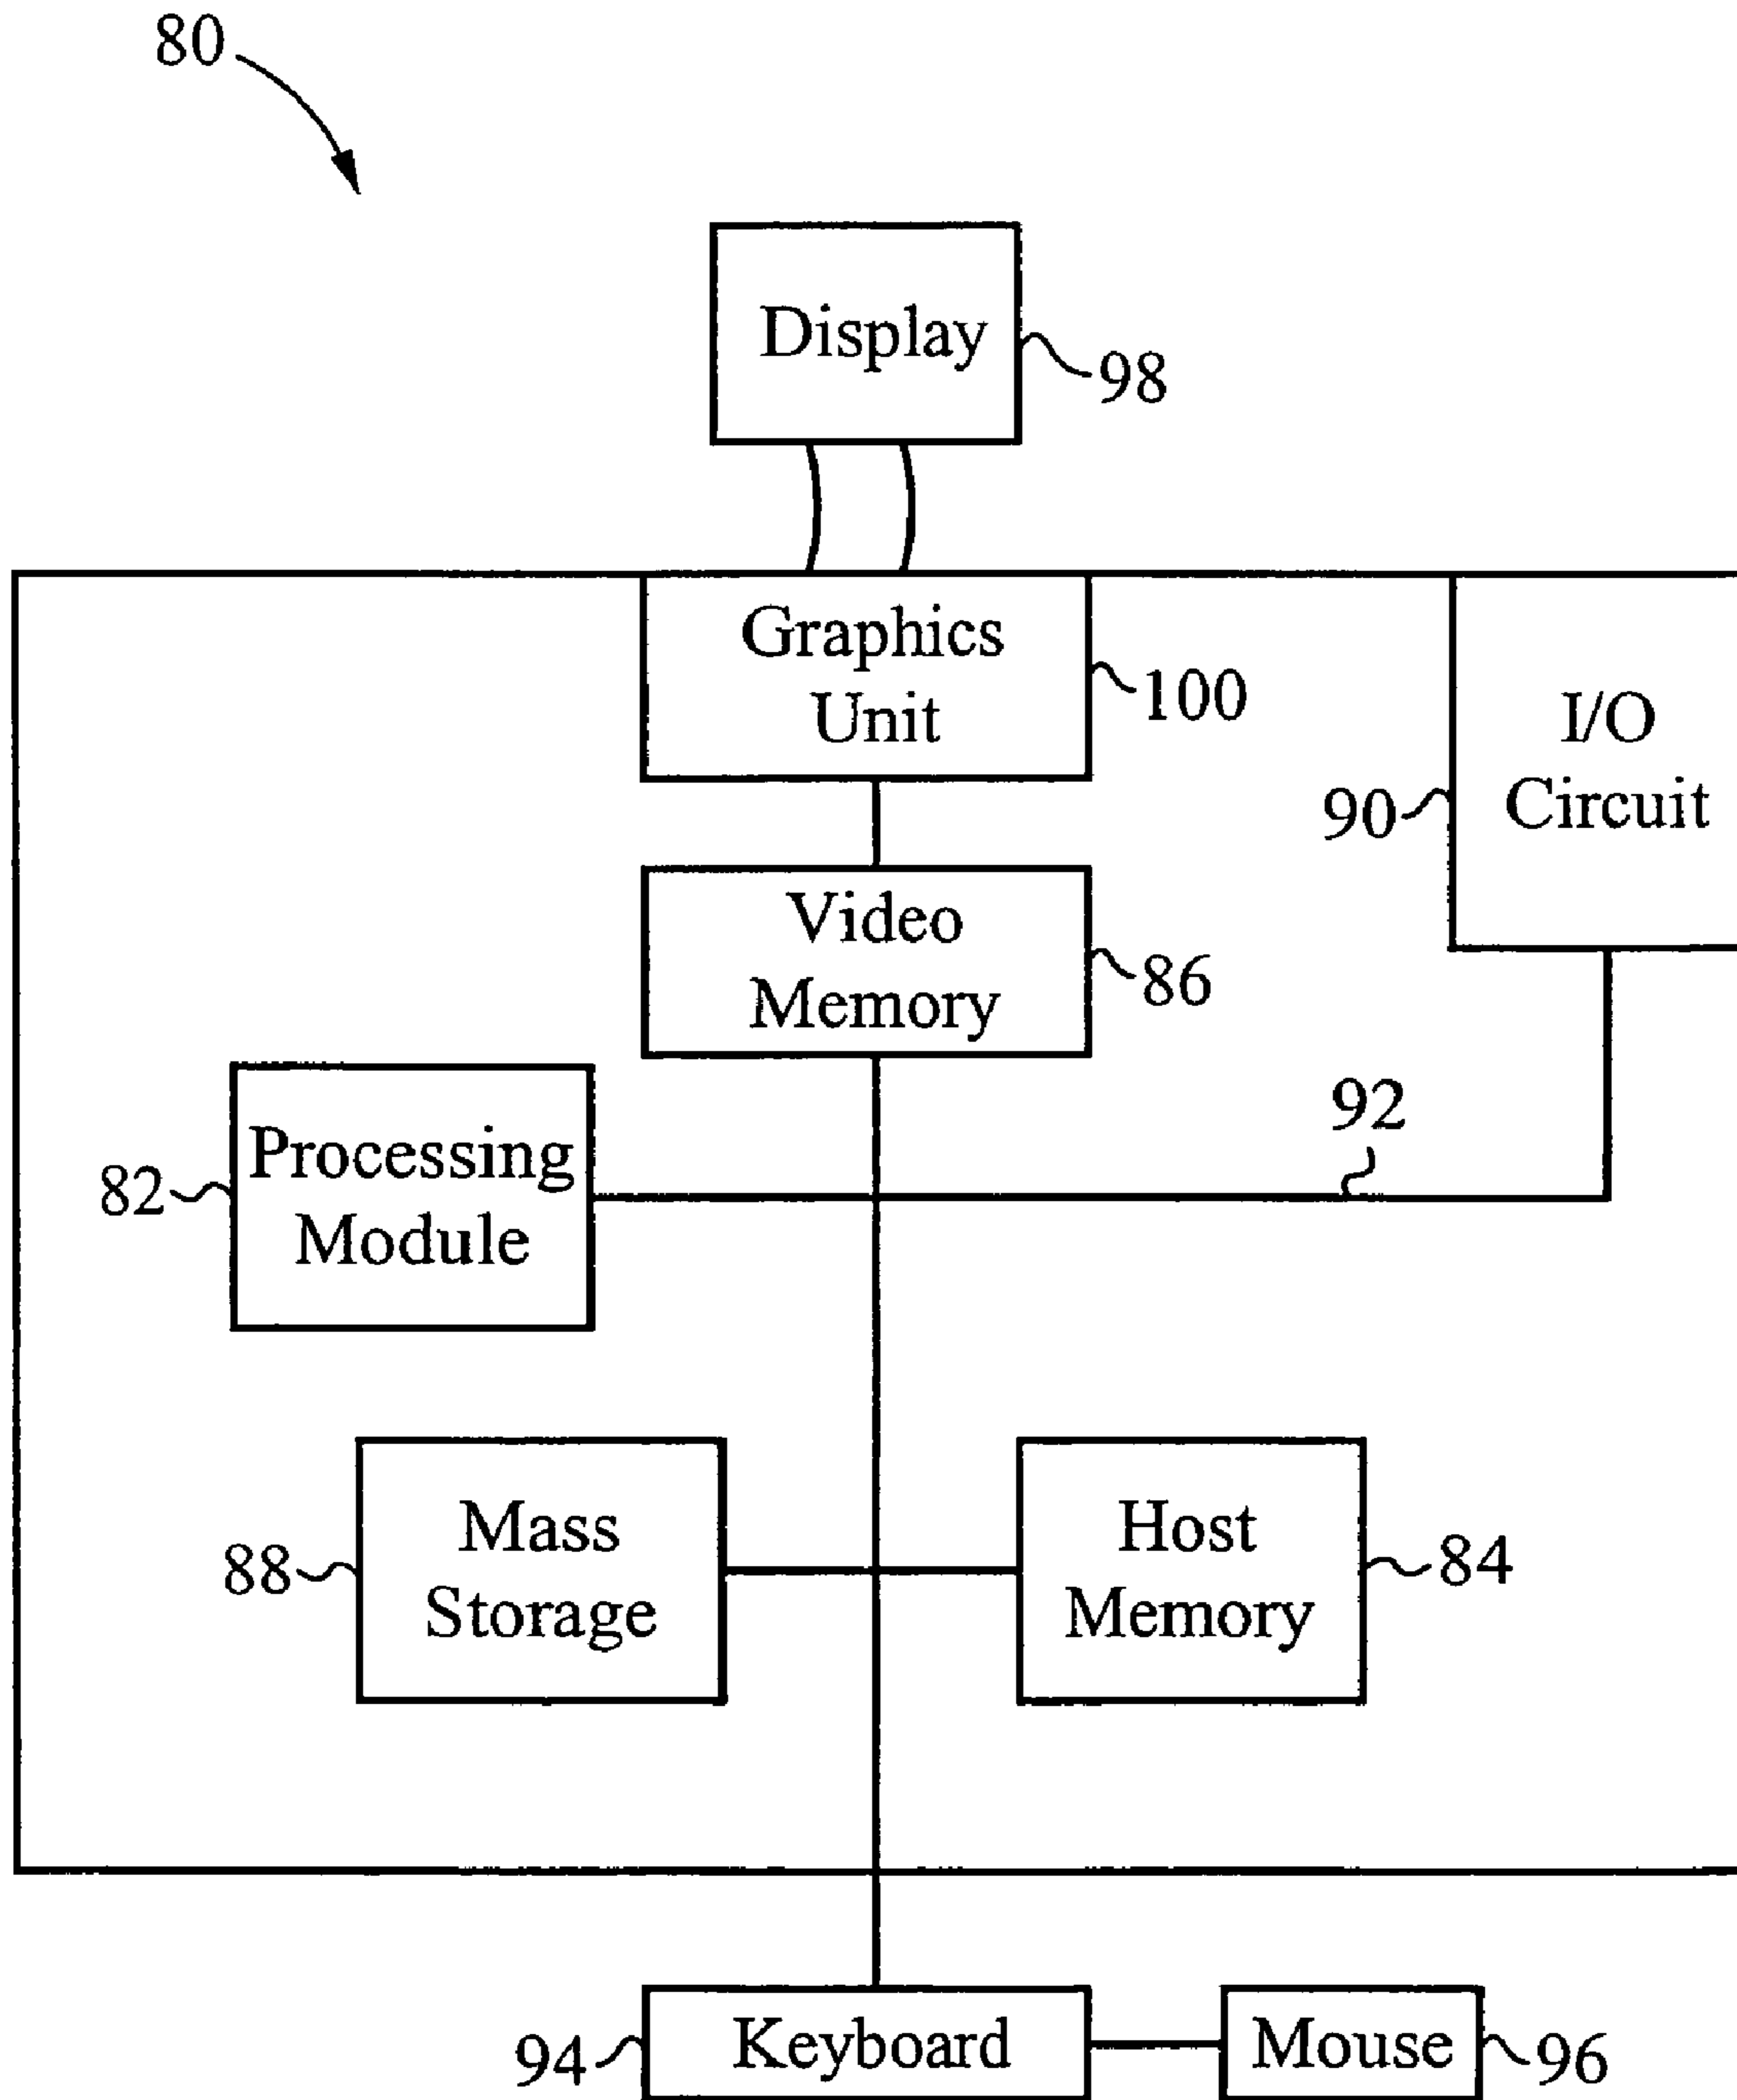 80
Display
98
Graphics
Unit
100
I/O
Circuit
90
Video
Memory
86
92
Processing
Module
82
Mass
Storage
88
Host
Memory
84
Keyboard
94
Mouse
96